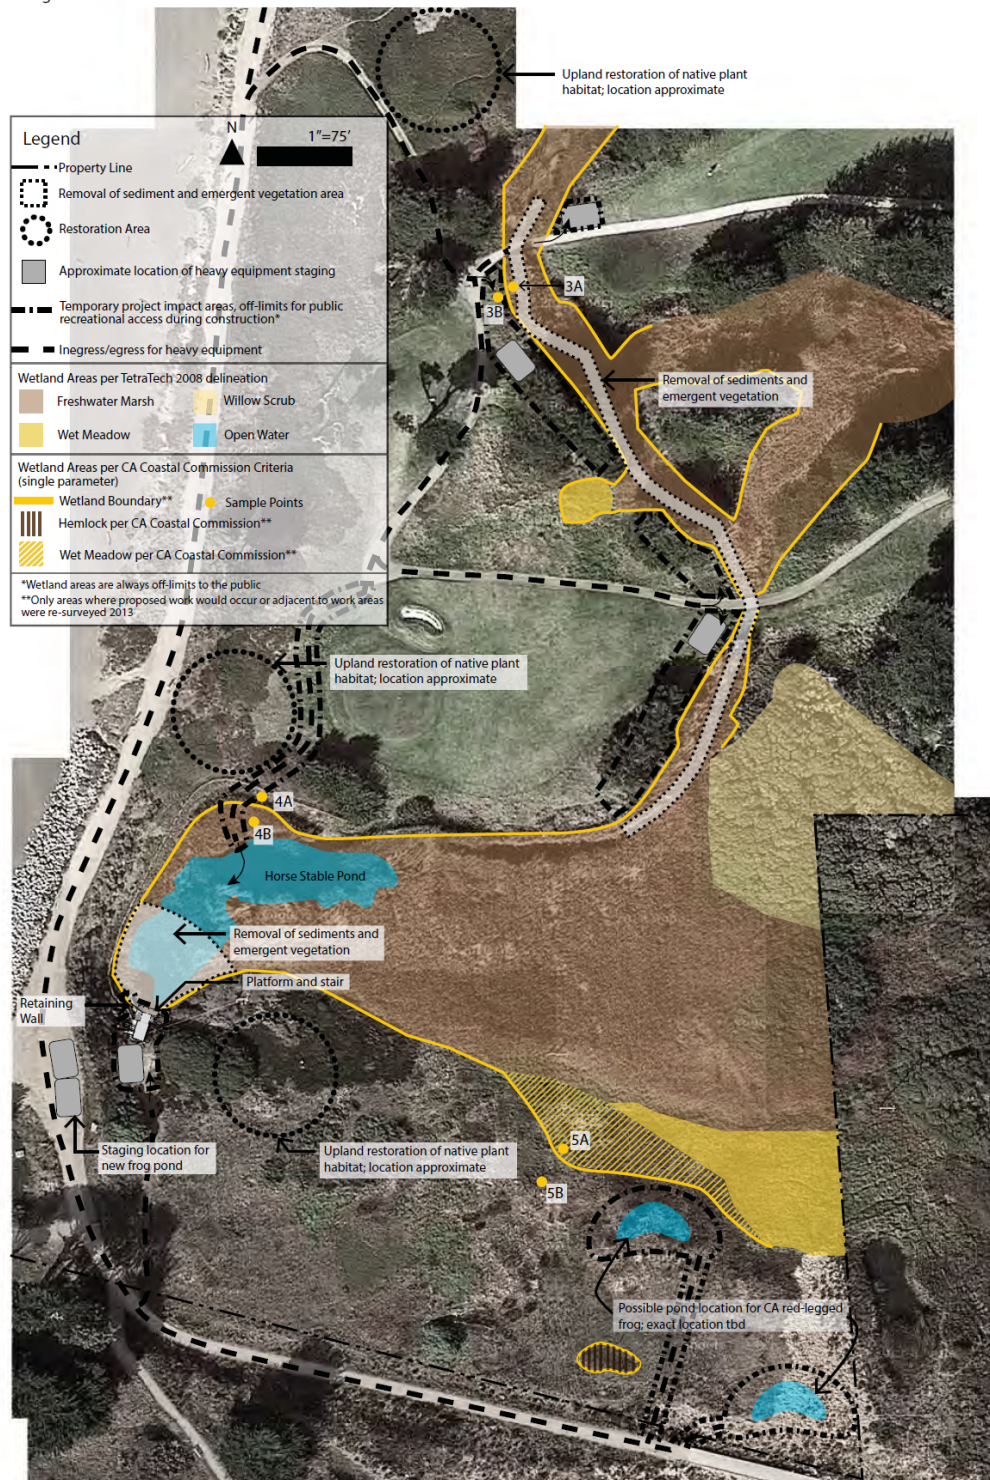 Upland restoration of native plant
habitat; location approximate
Legend
N
1"=75'
Property Line
Removal of sediment and emergent vegetation area
Restoration Area
Approximate location of heavy equipment staging
Temporary project impact areas, off-limits for public
recreational access during construction*
Inegress/egress for heavy equipment
Wetland Areas per TetraTech 2008 delineation
Freshwater Marsh
Willow Scrub
Wet Meadow
Open Water
Wetland Areas per CA Coastal Commission Criteria
(single parameter)
Wetland Boundary**
Sample Points
Hemlock per CA Coastal Commission**
Wet Meadow per CA Coastal Commission**
*Wetland areas are always off-limits to the public
**Only areas where proposed work would occur or adjacent to work areas
were re-surveyed 2013
3A
3B
Removal of sediments and
emergent vegetation
Upland restoration of native plant
habitat; location approximate
4A
4B
Horse Stable Pond
Removal of sediments and
emergent vegetation
Platform and stair
Retaining
Wall
Staging location for
new frog pond
Upland restoration of native plant
habitat; location approximate
5A
5B
Possible pond location for CA red-legged
frog; exact location tbd